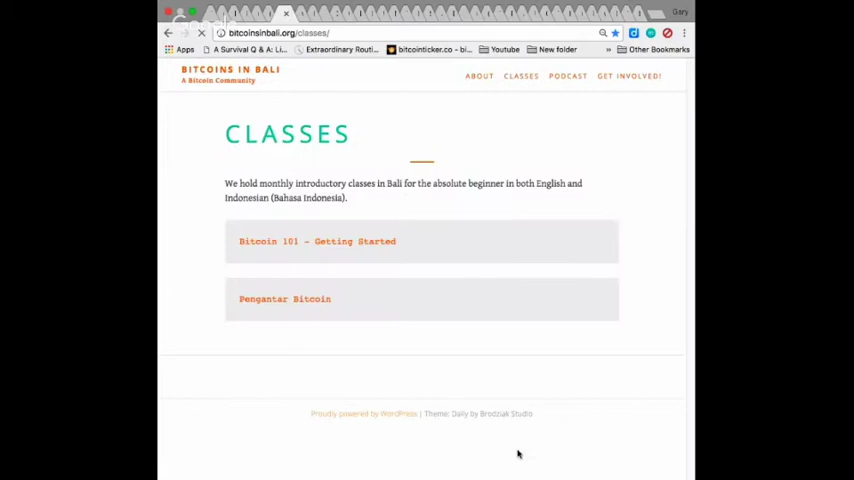 Gary
Google
bitcoinsinbali.org/classes/
Apps
A Survival Q & A: Li...
Extraordinary Routi...
bitcointicker.co - bi...
Youtube
New folder
» Other Bookmarks
BITCOINS IN BALI
A Bitcoin Community
ABOUT CLASSES PODCAST GET INVOLVED!
CLASSES
We hold monthly introductory classes in Bali for the absolute beginner in both English and
Indonesian (Bahasa Indonesia).
Bitcoin 101 – Getting Started
Pengantar Bitcoin
Proudly powered by WordPress | Theme: Daily by Brodziak Studio